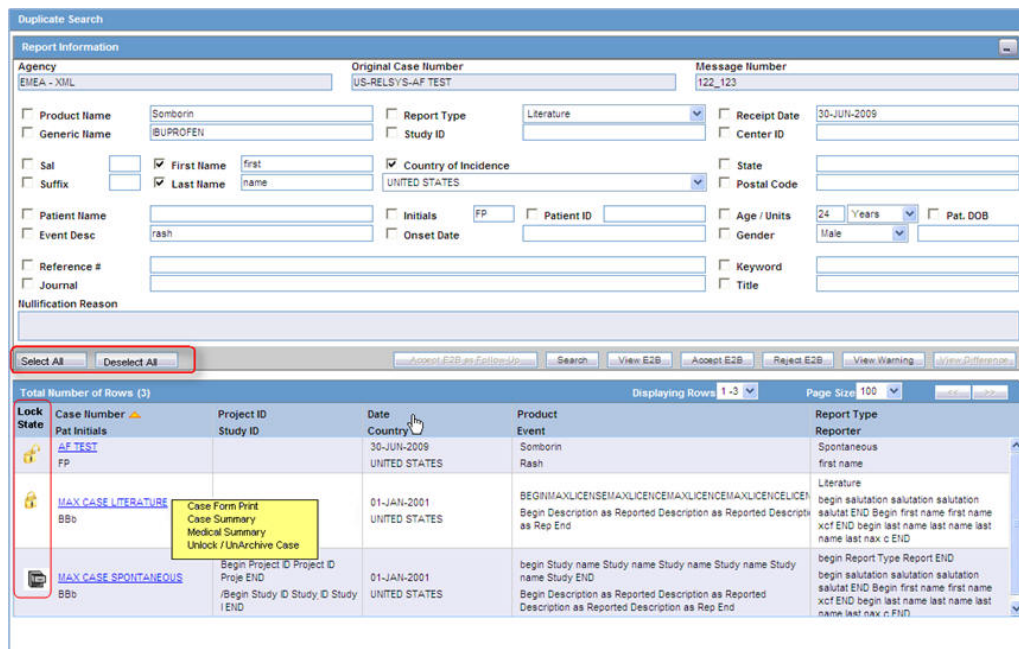 Duplicate Search
Report Information
Agency Original Case Number Message Number
EMEA - XML US-RELSYS-AF TEST 122_123
Product Name Somborin Report Type Literature Receipt Date 30-JUN-2009
Generic Name IBUPROFEN Study ID Center ID
Sal First Name first Country of Incidence State
Suffix Last Name name UNITED STATES Postal Code
Patient Name Initials FP Patient ID Age / Units 24 Years Pat. DOB
Event Desc rash Onset Date Gender Male
Reference # Keyword
Journal Title
Nullification Reason
Select All Deselect All Accept E2B as Follow-Up Search View E2B Accept E2B Reject E2B View Warning View Difference
Total Number of Rows (3) Displaying Rows 1 -3 Page Size 100 << >>
Lock State Case Number Project ID Date Product Report Type
Pat Initials Study ID Country Event Reporter
AF TEST 30-JUN-2009 Somborin Spontaneous
FP UNITED STATES Rash first name
MAX CASE LITERATURE 01-JAN-2001 BEGINMAXLICENSEMAXLICENCEMAXLICENCEMAXLICENCELICEN Literature
BBb UNITED STATES Begin Description as Reported Description as Reported Descripti
as Rep End
begin salutation salutation salutation
salutat END Begin first name first name
xcf END begin last name last name last
name last nax c END
Case Form Print
Case Summary
Medical Summary
Unlock / UnArchive Case
MAX CASE SPONTANEOUS
BBb
Begin Project ID Project ID
Proje END
/Begin Study ID Study ID Study
I END
01-JAN-2001
UNITED STATES
begin Study name Study name Study name Study name Study
name Study END
Begin Description as Reported Description as Reported
Description as Reported Description as Rep End
begin Report Type Report END
begin salutation salutation salutation
salutat END Begin first name first name
xcf END begin last name last name last
name last nax c END